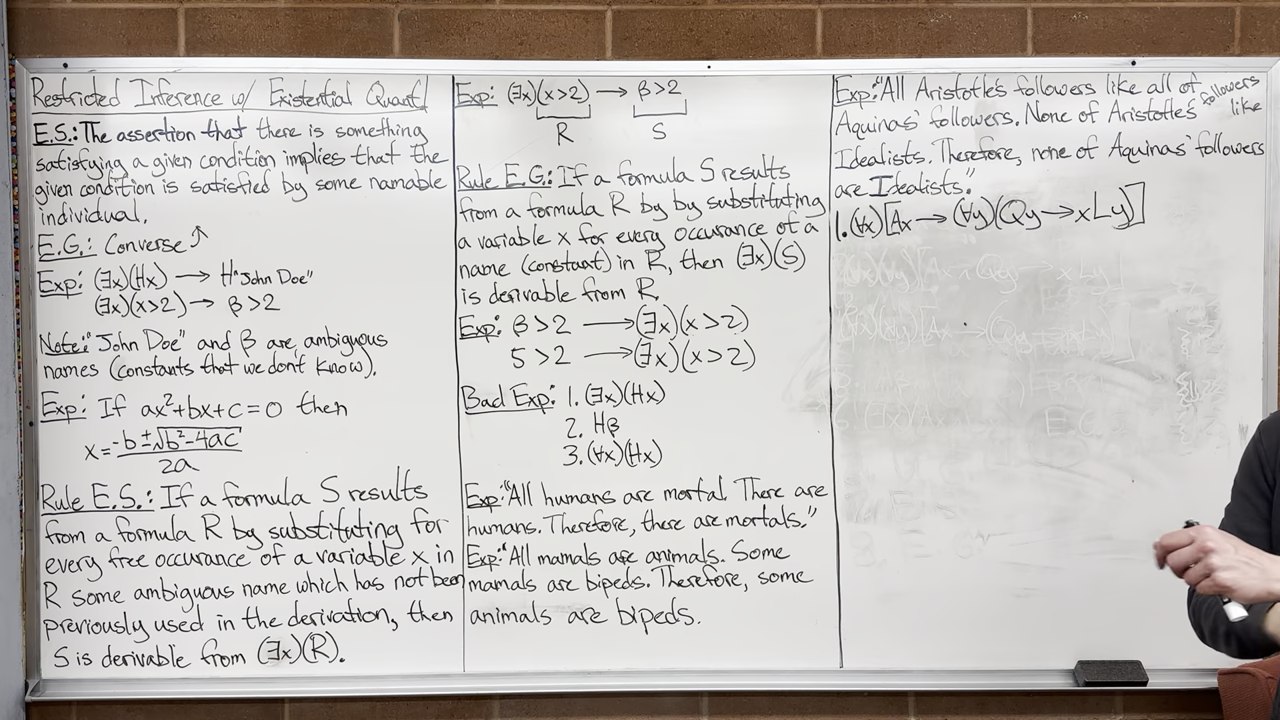 Restricted Inference w/ Existential Quant
E.S.: The assertion that there is something
satisfying a given condition implies that the
given condition is satisfied by some namable
individual.
E.G.: Converse ↑
Exp: (∃x)(Hx) → H"John Doe"
(∃x)(x>2) → β>2
Note: "John Doe" and β are ambiguous
names (constants that we don't know).
Exp: If ax²+bx+c=0 then
x = -b±√b²-4ac
2a
Rule E.S.: If a formula S results
from a formula R by substituting for
every free occurance of a variable x in
R some ambiguous name which has not been
previously used in the derivation, then
S is derivable from (∃x)(R).
Exp: (∃x)(x>2) → β>2
R S
Rule E.G.: If a formula S results
from a formula R by by substituting
a variable x for every occurance of a
name (constant) in R, then (∃x)(S)
is derivable from R
Exp: β>2 → (∃x)(x>2)
5>2 → (∃x)(x>2)
Bad Exp: 1. (∃x)(Hx)
2. Hβ
3. (∀x)(Hx)
Exp: "All humans are mortal. There are
humans. Therefore, there are mortals."
Exp: "All mamals are animals. Some
mamals are bipeds. Therefore, some
animals are bipeds.
Exp: "All Aristotle's followers like all of
Aquinas' followers. None of Aristotle's followers like
Idealists. Therefore, none of Aquinas' followers
are Idealists."
1. (∀x)[Ax → (∀y)(Qy → xLy)]